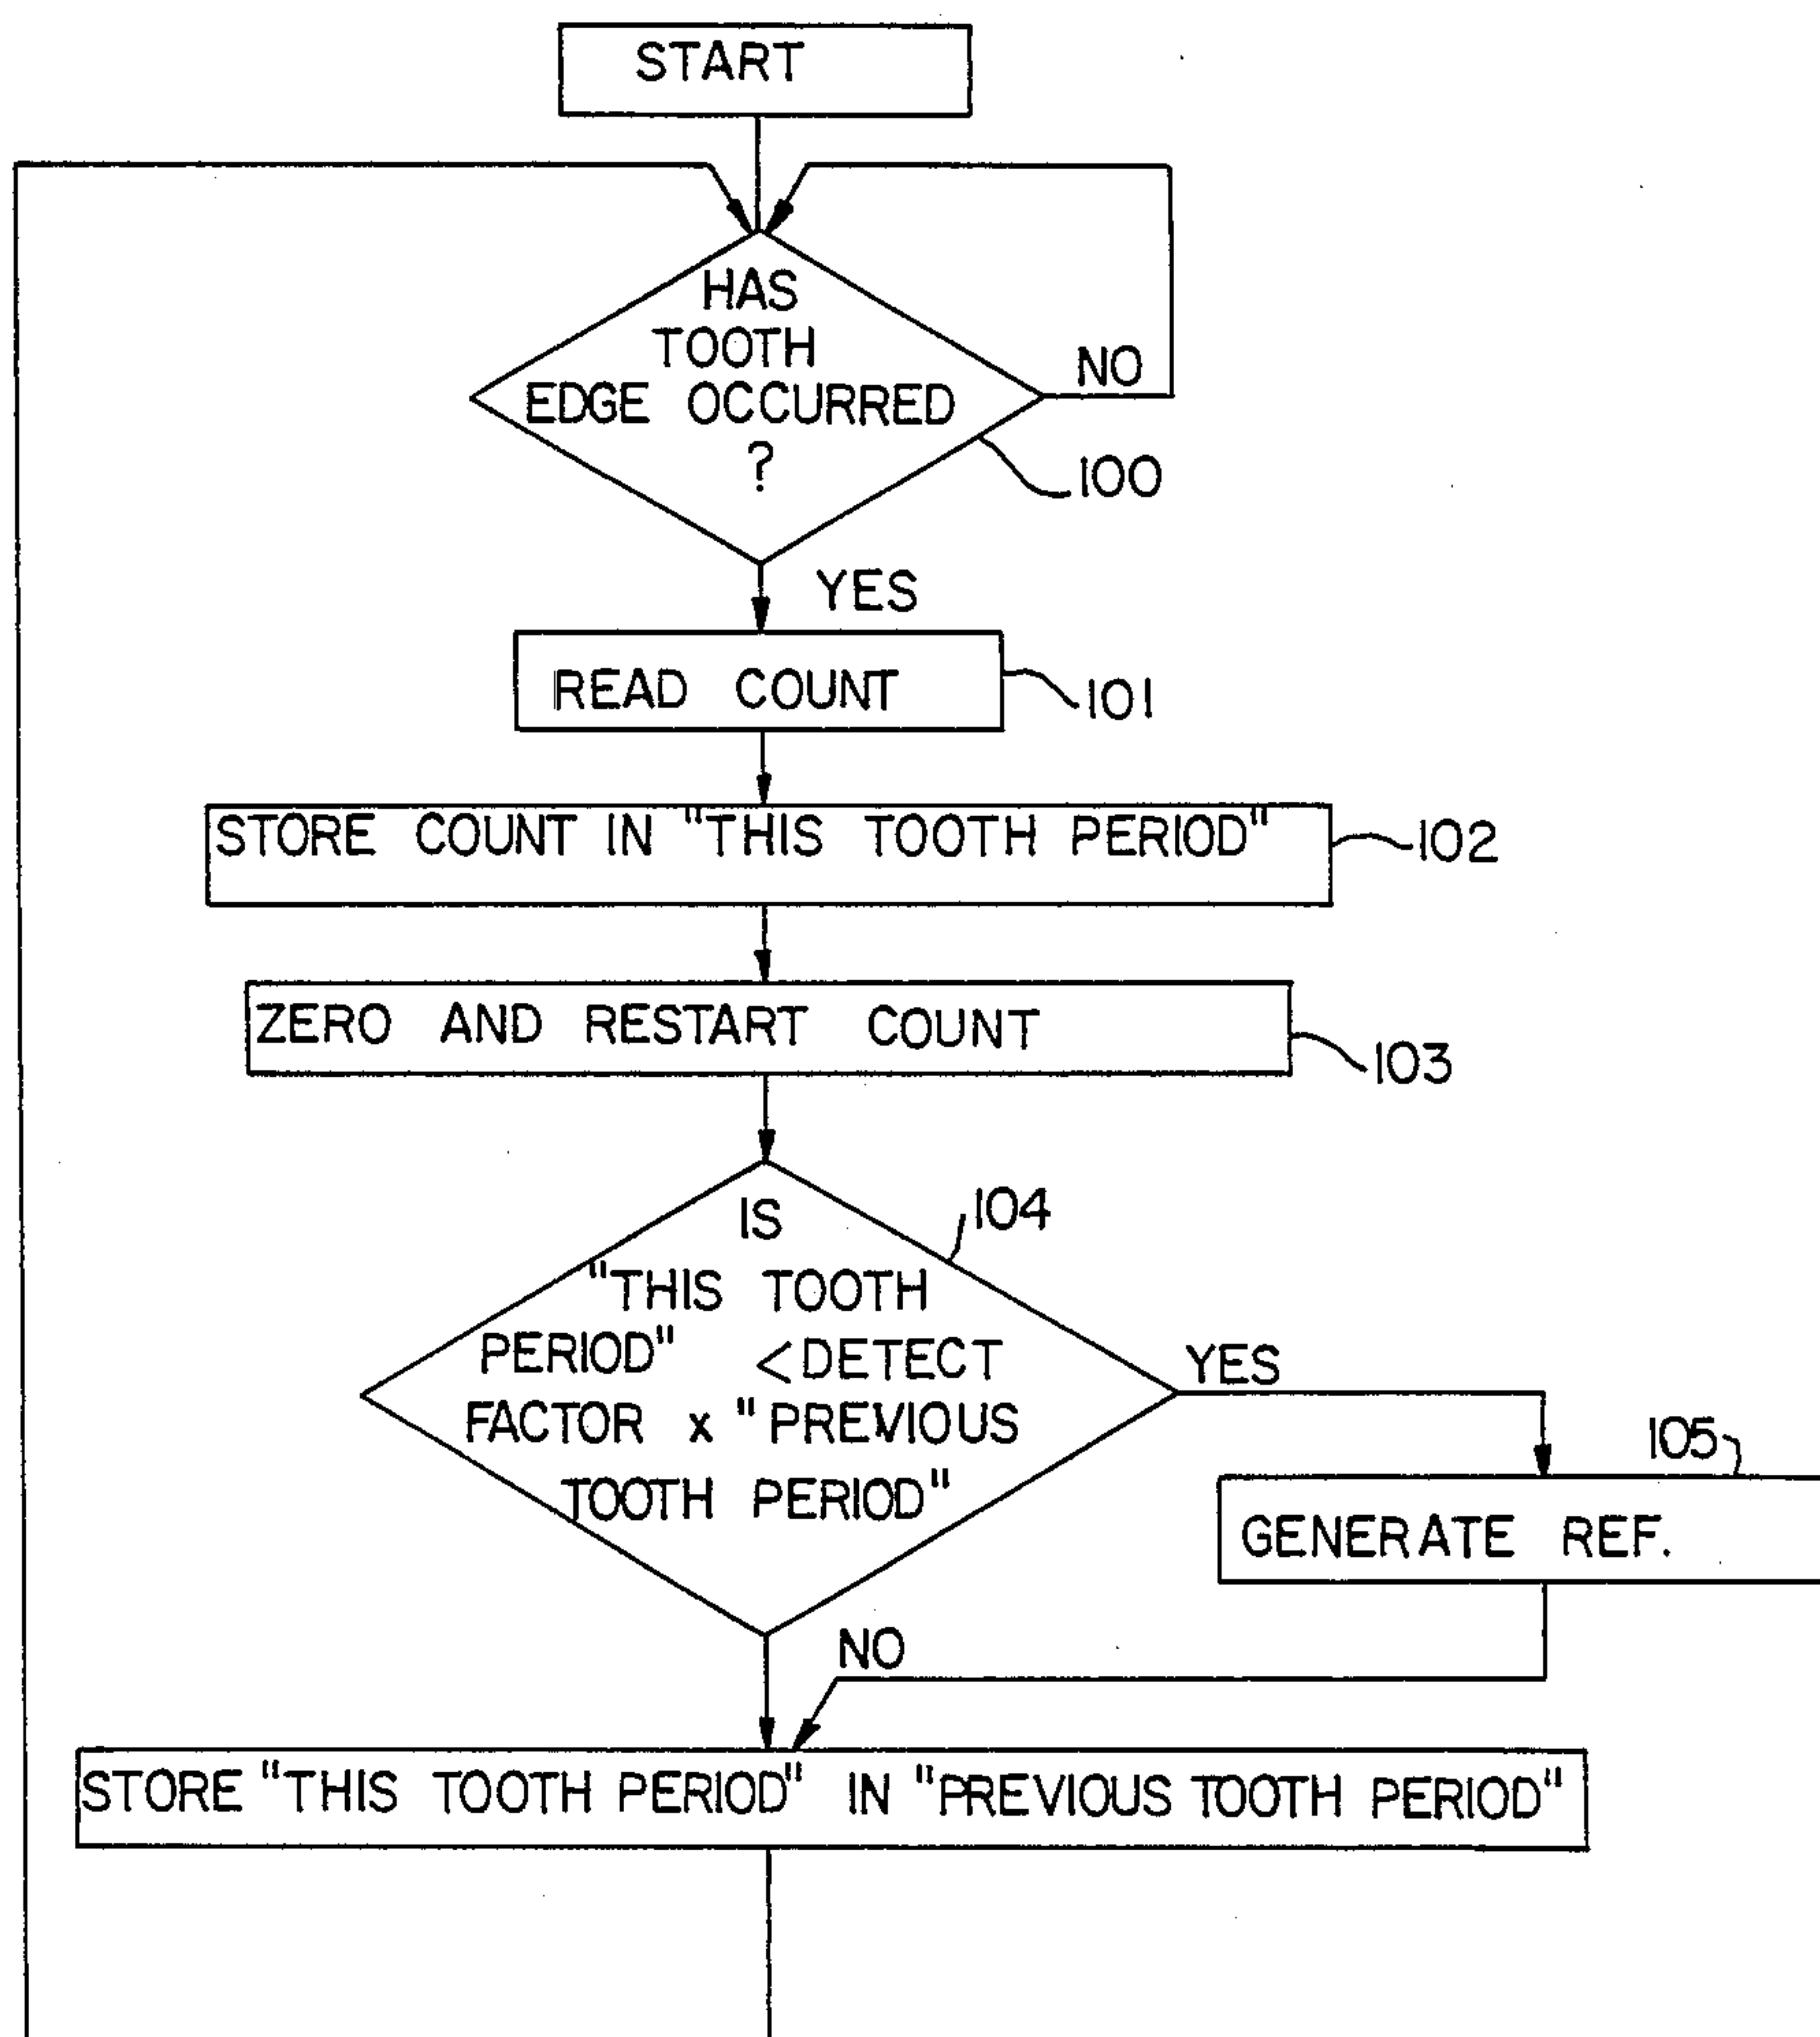 START
HAS
TOOTH
EDGE OCCURRED
?
NO
100
YES
READ COUNT
101
STORE COUNT IN "THIS TOOTH PERIOD"
102
ZERO AND RESTART COUNT
103
IS
"THIS TOOTH
PERIOD" <DETECT
FACTOR x "PREVIOUS
TOOTH PERIOD"
104
YES
105
GENERATE REF.
NO
STORE "THIS TOOTH PERIOD" IN "PREVIOUS TOOTH PERIOD"